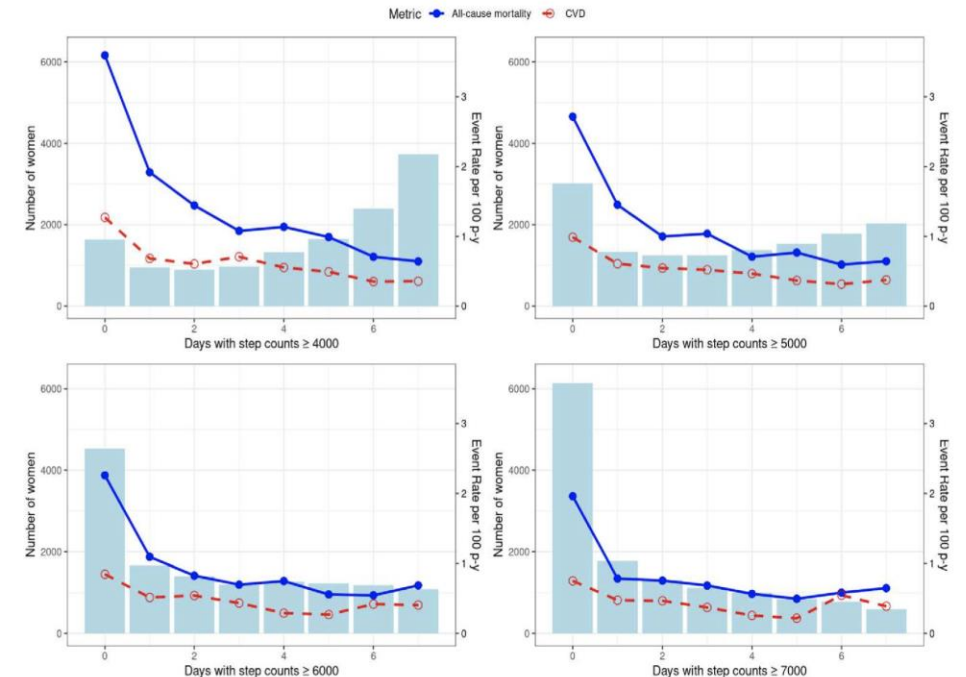 Metric All-cause mortality CVD
6000
4000
2000
0
Number of women
3
2
1
0
Event Rate per 100 p-y
0 2 4 6
Days with step counts ≥ 4000
6000
4000
2000
0
Number of women
3
2
1
0
Event Rate per 100 p-y
0 2 4 6
Days with step counts ≥ 5000
6000
4000
2000
0
Number of women
3
2
1
0
Event Rate per 100 p-y
0 2 4 6
Days with step counts ≥ 6000
6000
4000
2000
0
Number of women
3
2
1
0
Event Rate per 100 p-y
0 2 4 6
Days with step counts ≥ 7000